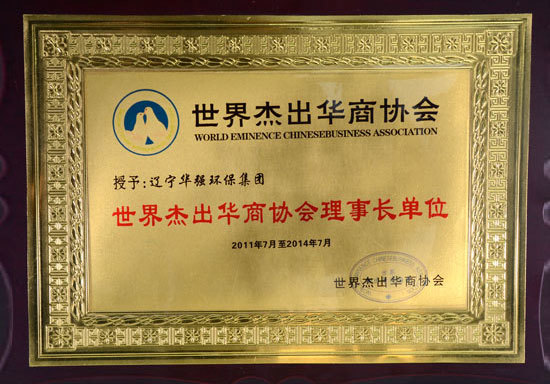 世界杰出华商协会
WORLD EMINENCE CHINESEBUSINESS ASSOCIATION
授予:辽宁华强环保集团
世界杰出华商协会理事长单位
2011年7月至2014年7月
世界杰出华商协会